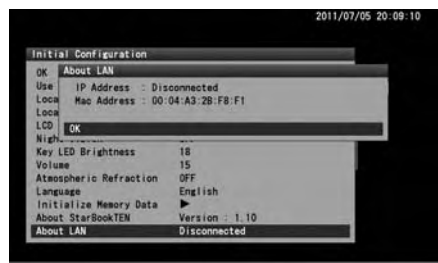 2011/07/05 20:09:10
Initial Configuration
OK
About LAN
Use
IP Address : Disconnected
Loca
Mac Address : 00:04:A3:2B:F8:F1
Loca
LCD
OK
Key LED Brightness 18
Volume 15
Atmospheric Refraction OFF
Language English
Initialize Memory Data ▶
About StarBookTEN Version : 1.10
About LAN Disconnected